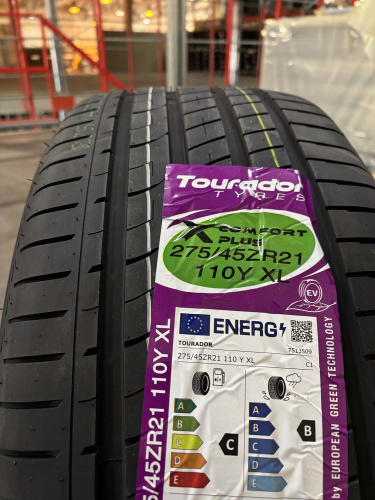 Tourador
TYRES
X COMFORT
PLUS
275/45ZR21
110Y XL
EV
ENERG
TOURADOR
7513509
275/45ZR21 110 Y XL
C1
A
B
C
D
E
C
A
B
C
D
E
B
5/45ZR21 110Y XL
by EUROPEAN GREEN TECHNOLOGY